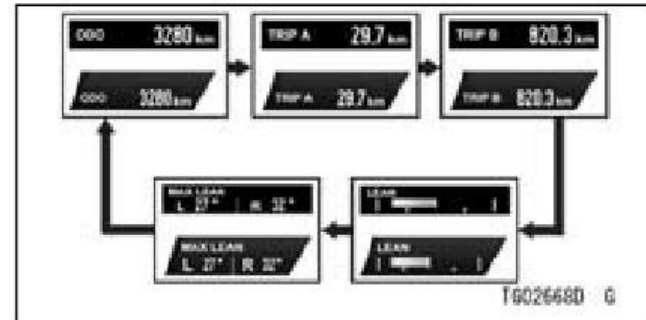 ODO 3280 km
ODO 3280 km
TRIP A 29.7 km
TRIP A 29.7 km
TRIP B 820.3 km
TRIP B 820.3 km
MAX LEAN
L 27° R 32°
MAX LEAN
L 27° R 32°
LEAN
LEAN
TG02668D G